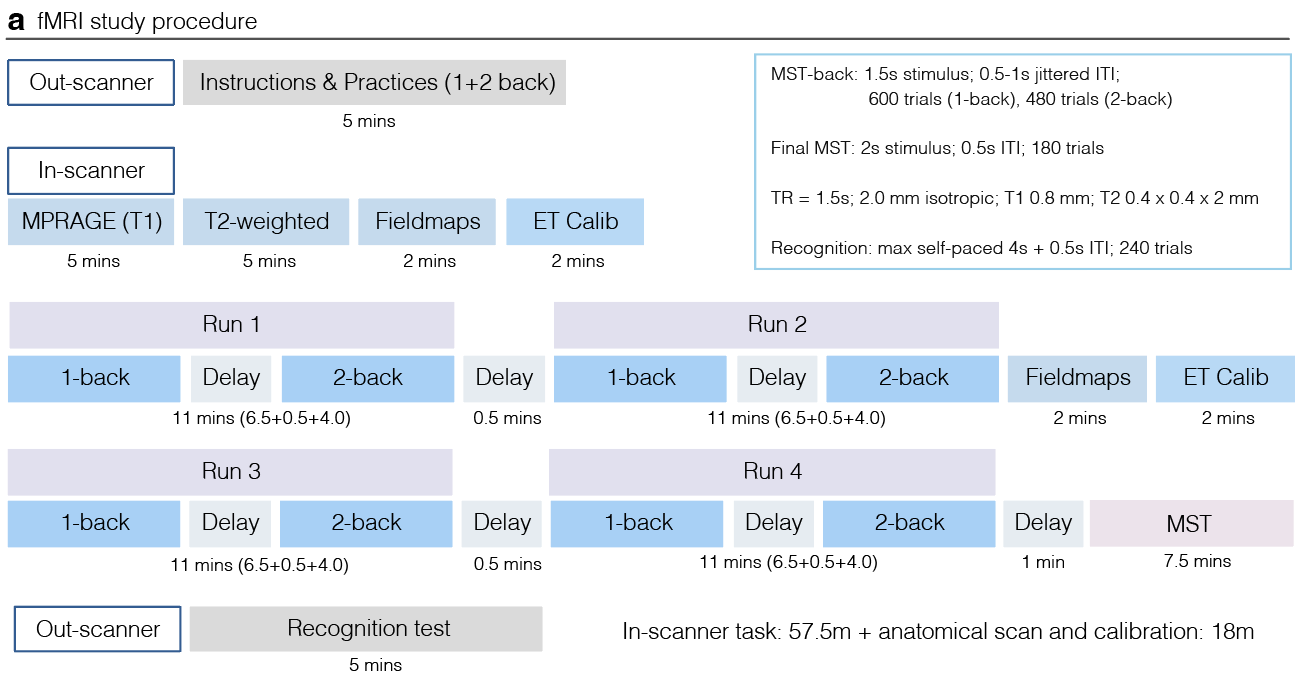 a fMRI study procedure
Out-scanner
Instructions & Practices (1+2 back)
5 mins
MST-back: 1.5s stimulus; 0.5-1s jittered ITI;
600 trials (1-back), 480 trials (2-back)
Final MST: 2s stimulus; 0.5s ITI; 180 trials
TR = 1.5s; 2.0 mm isotropic; T1 0.8 mm; T2 0.4 x 0.4 x 2 mm
Recognition: max self-paced 4s + 0.5s ITI; 240 trials
In-scanner
MPRAGE (T1) T2-weighted Fieldmaps ET Calib
5 mins 5 mins 2 mins 2 mins
Run 1 Run 2
1-back Delay 2-back Delay 1-back Delay 2-back Fieldmaps ET Calib
11 mins (6.5+0.5+4.0) 0.5 mins 11 mins (6.5+0.5+4.0) 2 mins 2 mins
Run 3 Run 4
1-back Delay 2-back Delay 1-back Delay 2-back Delay MST
11 mins (6.5+0.5+4.0) 0.5 mins 11 mins (6.5+0.5+4.0) 1 min 7.5 mins
Out-scanner Recognition test
5 mins
In-scanner task: 57.5m + anatomical scan and calibration: 18m